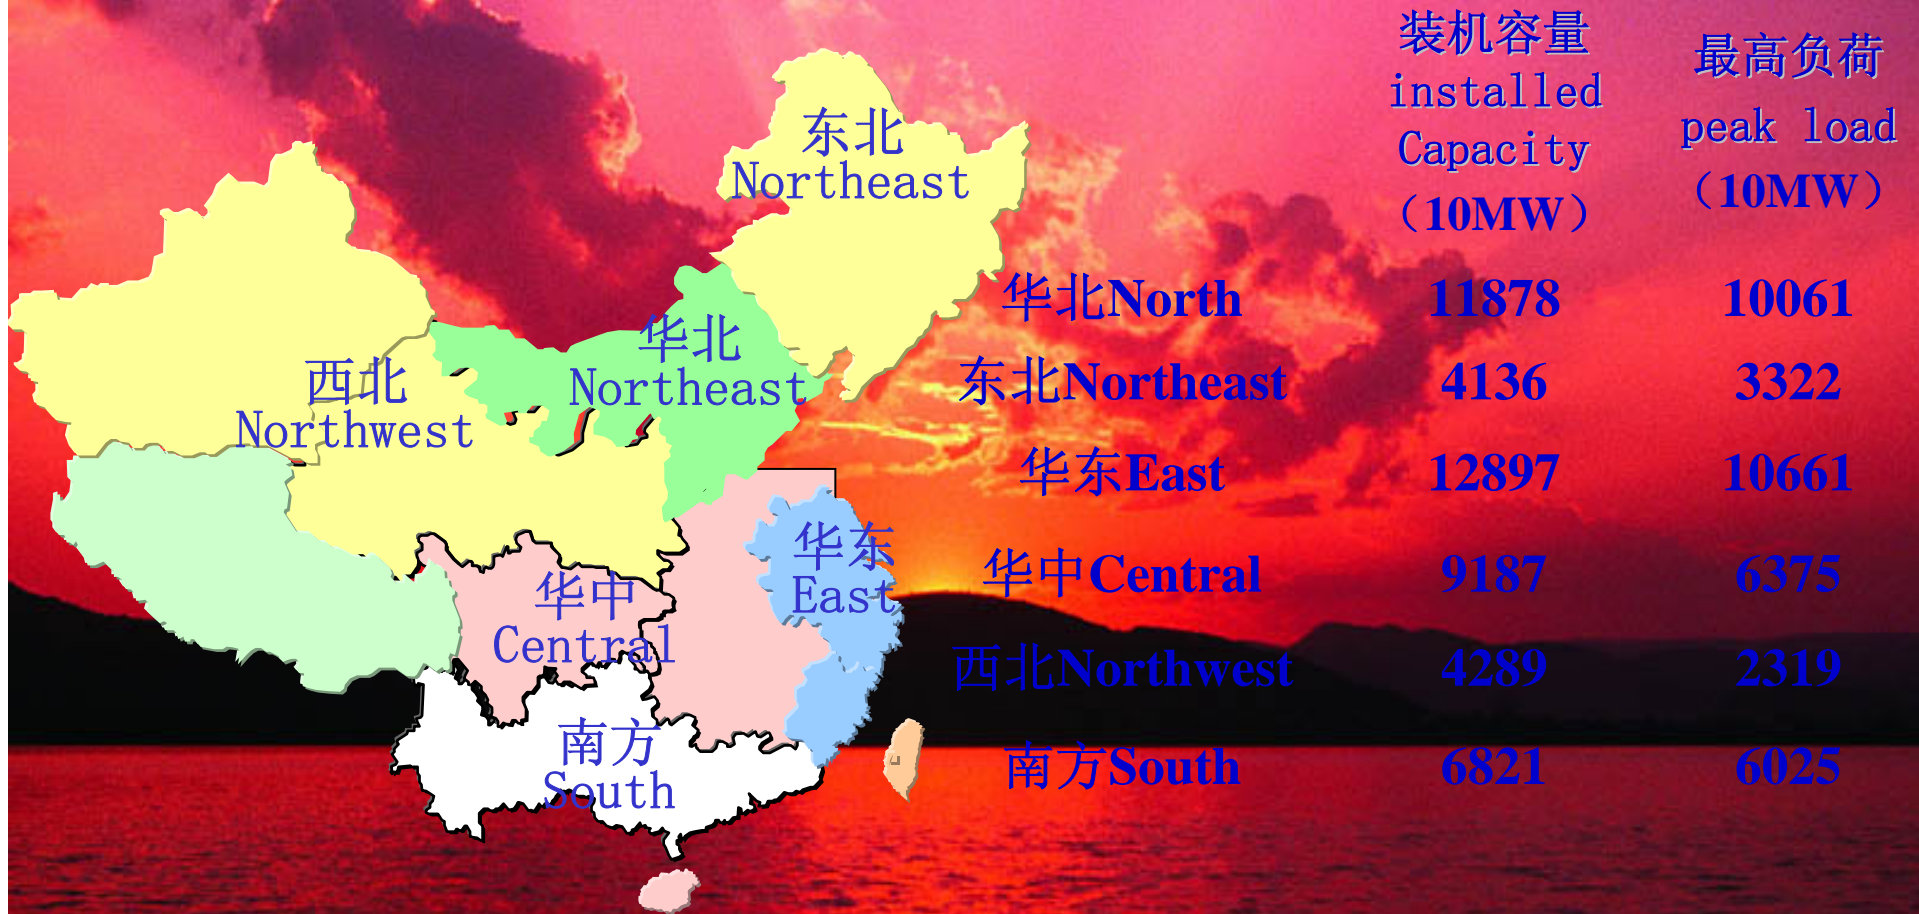 东北
Northeast
华北
Northeast
西北
Northwest
华东
East
华中
Central
南方
South
装机容量
installed
Capacity
（10MW）
最高负荷
peak load
（10MW）
华北North 11878 10061
东北Northeast 4136 3322
华东East 12897 10661
华中Central 9187 6375
西北Northwest 4289 2319
南方South 6821 6025